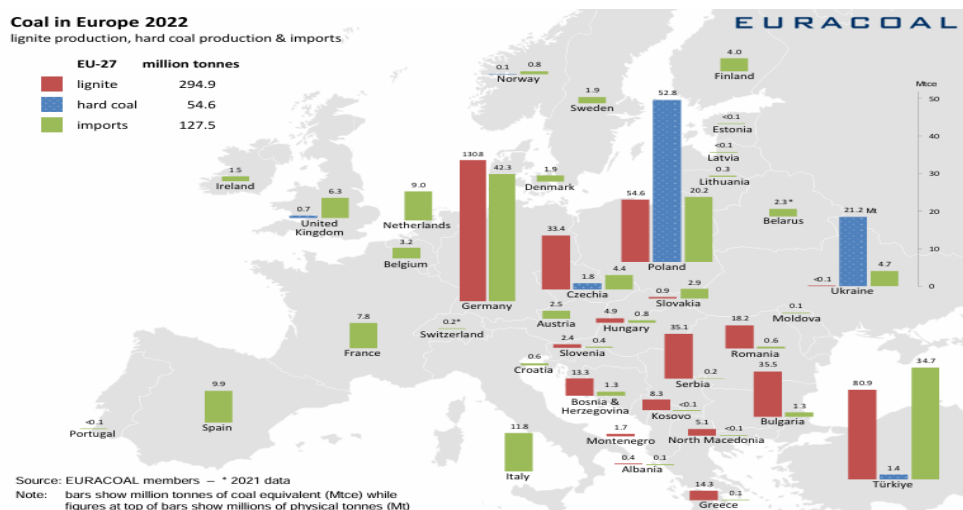 Coal in Europe 2022
lignite production, hard coal production & imports
EURACOAL
EU-27 million tonnes
lignite 294.9
hard coal 54.6
imports 127.5
0.1 0.8
Norway
1.9
Sweden
4.0
Finland
Mtce
50
40
30
20
10
0
<0.1
Estonia
<0.1
Latvia
0.3
Lithuania
1.5
Ireland
0.7 6.3
United
Kingdom
9.0
Netherlands
3.2
Belgium
1.9
Denmark
130.8 42.3
Germany
54.6 52.8 20.2
Poland
2.3*
Belarus
<0.1 21.2 Mt 4.7
Ukraine
33.4 1.8 4.4
Czechia
0.9 2.9
Slovakia
2.5
Austria
4.9 0.8
Hungary
0.1
Moldova
7.8
France
0.2*
Switzerland
2.4 0.4
Slovenia
0.6
Croatia
18.2 0.6
Romania
35.1 0.2
Serbia
13.3 1.3
Bosnia &
Herzegovina
8.3 <0.1
Kosovo
35.5 1.3
Bulgaria
80.9 1.4 34.7
Türkiye
<0.1
Portugal
9.9
Spain
11.8
Italy
1.7
Montenegro
5.1 <0.1
North Macedonia
0.4 0.1
Albania
14.3 0.1
Greece
Source: EURACOAL members – * 2021 data
Note: bars show million tonnes of coal equivalent (Mtce) while
figures at top of bars show millions of physical tonnes (Mt)